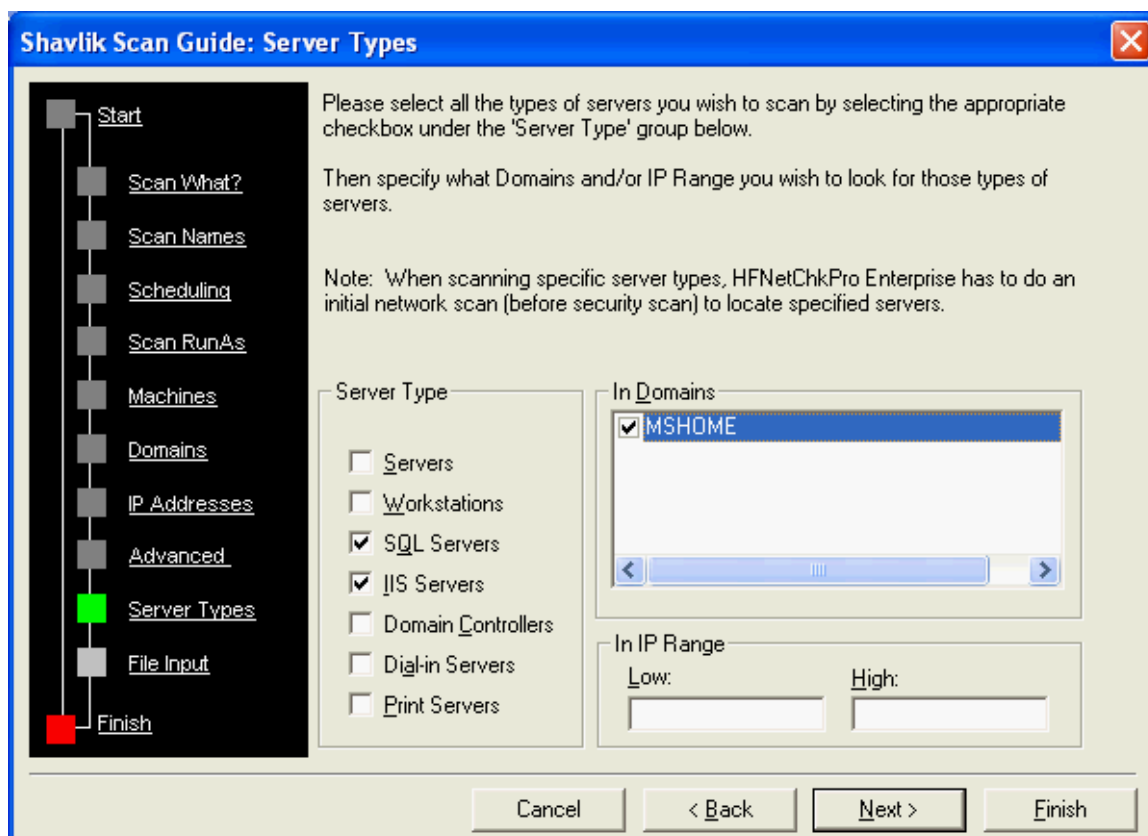 Shavlik Scan Guide: Server Types
Start
Scan What?
Scan Names
Scheduling
Scan RunAs
Machines
Domains
IP Addresses
Advanced
Server Types
File Input
Finish
Please select all the types of servers you wish to scan by selecting the appropriate
checkbox under the 'Server Type' group below.
Then specify what Domains and/or IP Range you wish to look for those types of
servers.
Note: When scanning specific server types, HFNetChkPro Enterprise has to do an
initial network scan (before security scan) to locate specified servers.
Server Type
Servers
Workstations
SQL Servers
IIS Servers
Domain Controllers
Dial-in Servers
Print Servers
In Domains
MSHOME
In IP Range
Low:
High:
Cancel
< Back
Next >
Finish